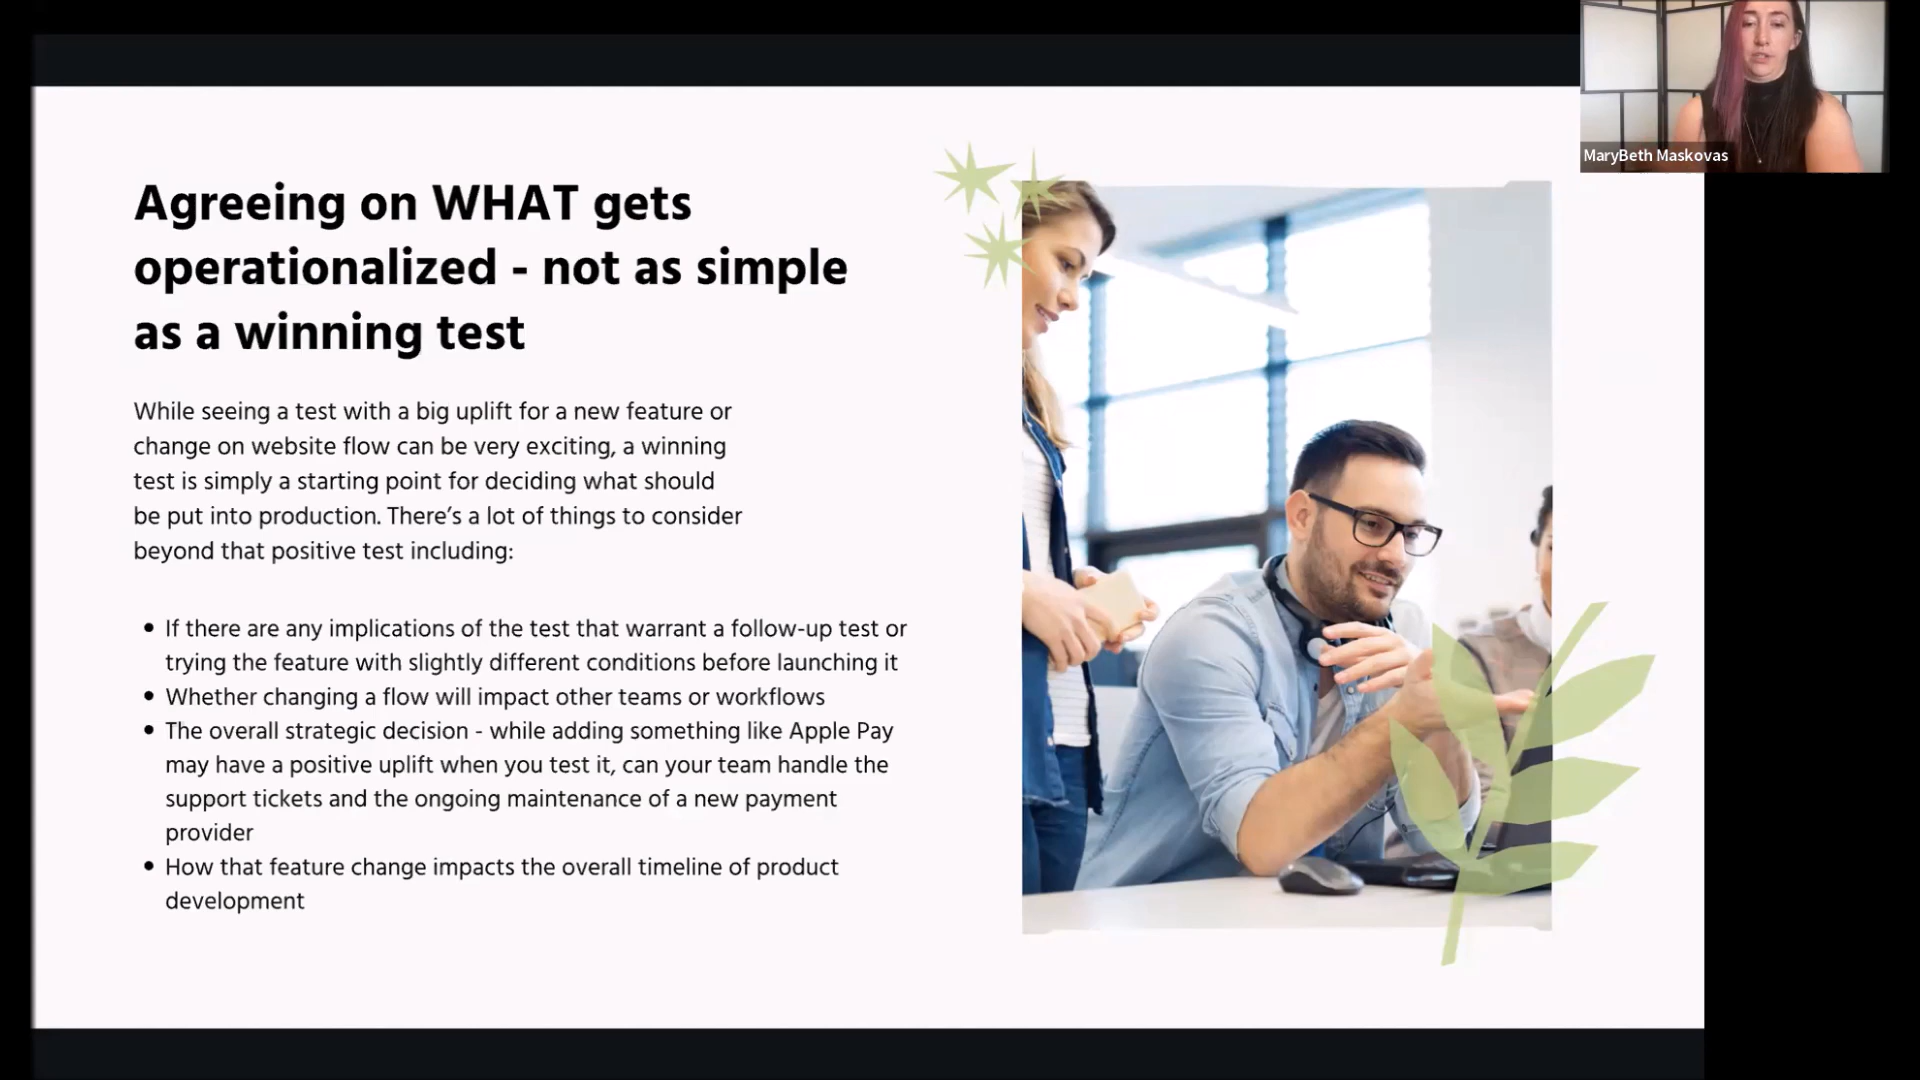 MaryBeth Maskovas
Agreeing on WHAT gets
operationalized - not as simple
as a winning test
While seeing a test with a big uplift for a new feature or
change on website flow can be very exciting, a winning
test is simply a starting point for deciding what should
be put into production. There’s a lot of things to consider
beyond that positive test including:
• If there are any implications of the test that warrant a follow-up test or
trying the feature with slightly different conditions before launching it
• Whether changing a flow will impact other teams or workflows
• The overall strategic decision - while adding something like Apple Pay
may have a positive uplift when you test it, can your team handle the
support tickets and the ongoing maintenance of a new payment
provider
• How that feature change impacts the overall timeline of product
development